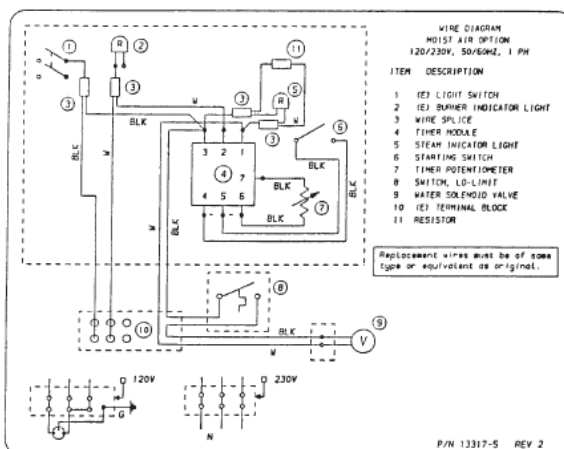 WIRE DIAGRAM
MOIST AIR OPTION
120/230V, 50/60HZ, 1 PH
ITEM DESCRIPTION
1 (E) LIGHT SWITCH
2 (E) BURNER INDICATOR LIGHT
3 WIRE SPLICE
4 TIMER MODULE
5 STEAM INICATOR LIGHT
6 STARTING SWITCH
7 TIMER POTENTIOMETER
8 SWITCH, LO-LIMIT
9 WATER SOLENOID VALVE
10 (E) TERMINAL BLOCK
11 RESISTOR
Replacement wires must be of same
type or equivalent as original.
1
R 2
11
3
3
3
R 5
W
W
BLK
3
6
3 2 1
4
7
4 5 6
BLK
7
BLK
BLK
BLK
W
BLK
W
BLK
8
10
BLK
W
V 9
120V
G
230V
N
P/N 13317-5 REV 2